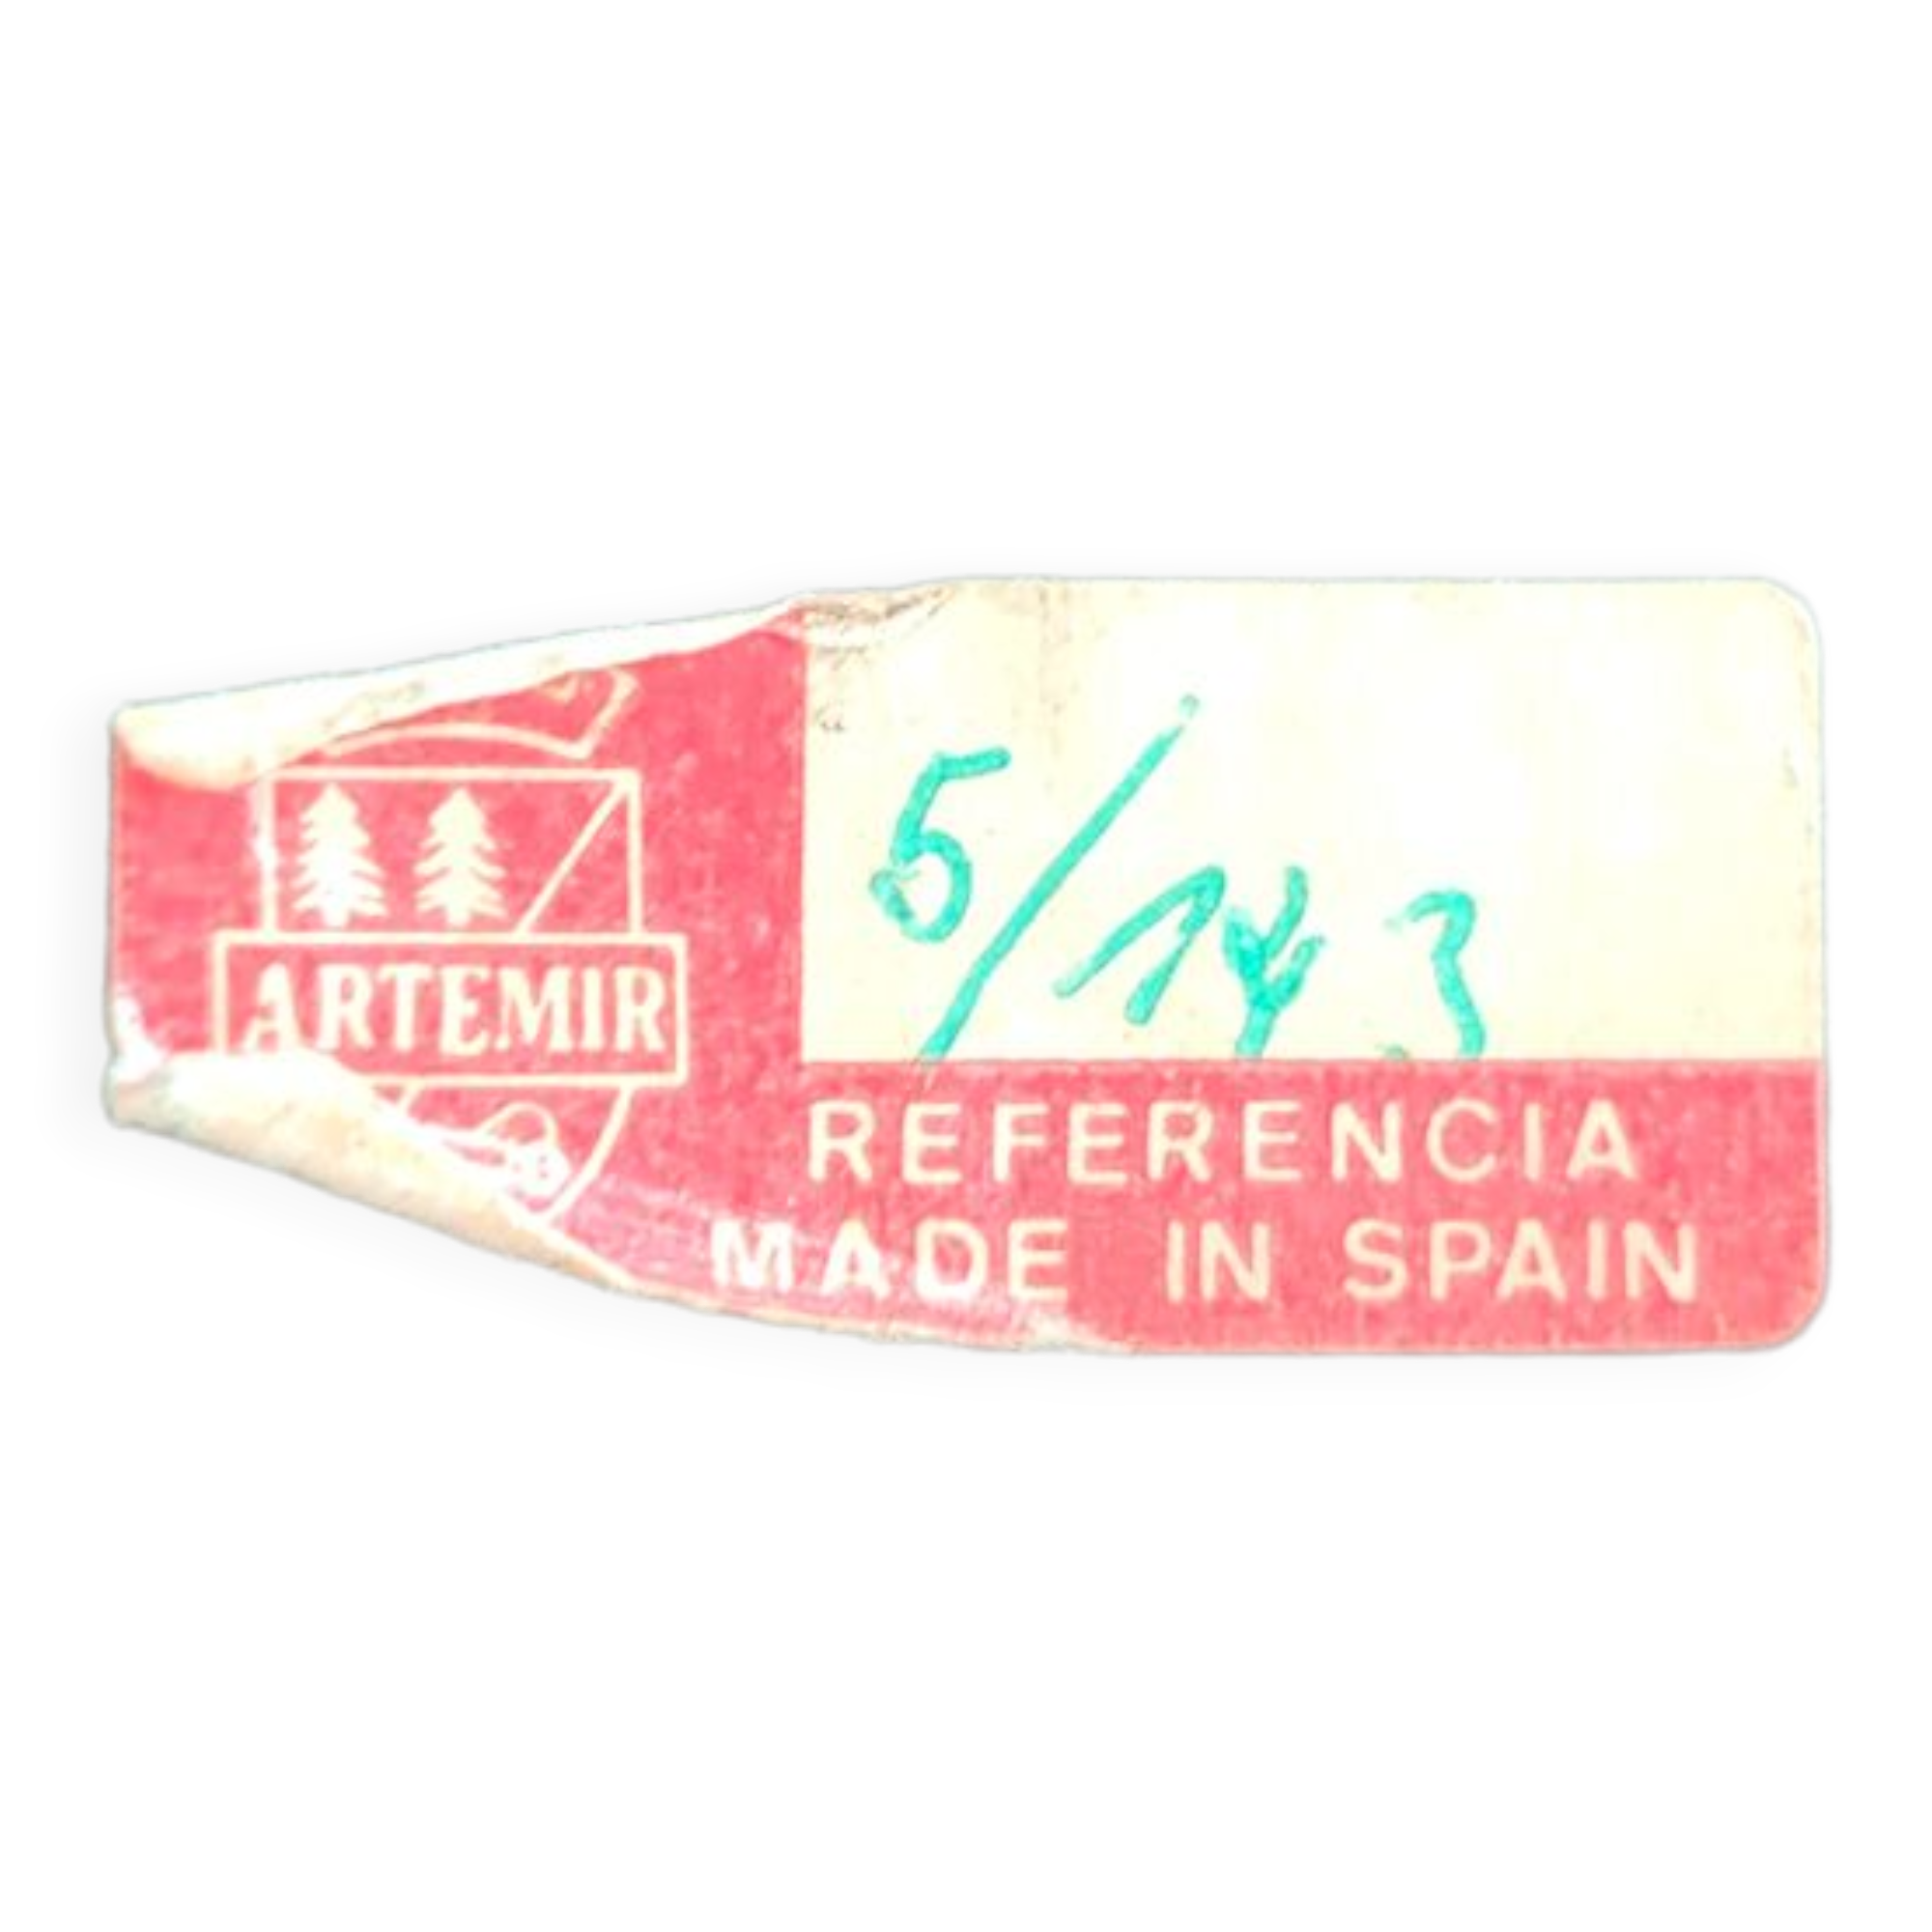 5/143
ARTEMIR
REFERENCIA
MADE IN SPAIN